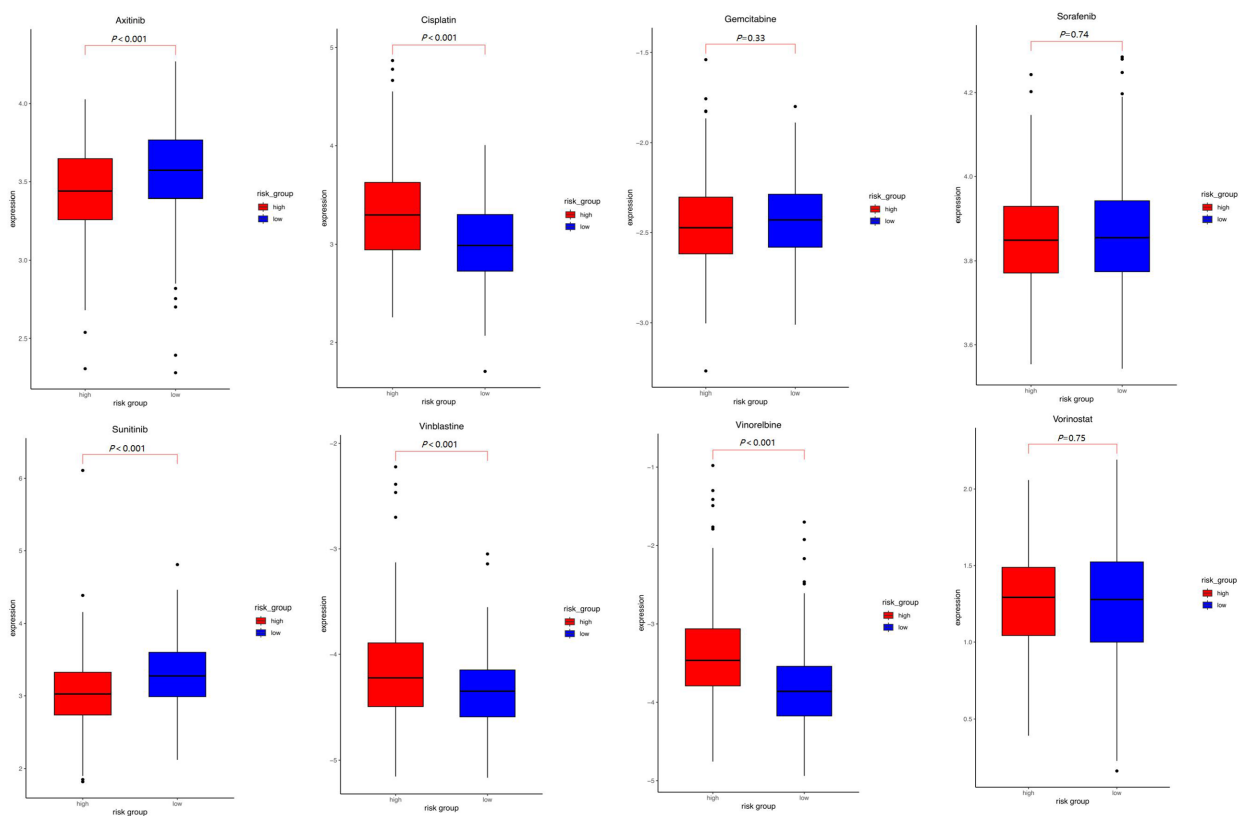 Axitinib
P < 0.001
4.0
3.5
3.0
2.5
expression
high
low
risk group
risk_group
high
low
Cisplatin
P < 0.001
5
4
3
2
expression
high
low
risk group
risk_group
high
low
Gemcitabine
P=0.33
−1.5
−2.0
−2.5
−3.0
expression
high
low
risk group
risk_group
high
low
Sorafenib
P=0.74
4.2
4.0
3.8
3.6
expression
high
low
risk group
risk_group
high
low
Sunitinib
P < 0.001
6
5
4
3
2
expression
high
low
risk group
risk_group
high
low
Vinblastine
P < 0.001
−2
−3
−4
−5
expression
high
low
risk group
risk_group
high
low
Vinorelbine
P < 0.001
−1
−2
−3
−4
−5
expression
high
low
risk group
risk_group
high
low
Vorinostat
P=0.75
2.0
1.5
1.0
0.5
expression
high
low
risk group
risk_group
high
low